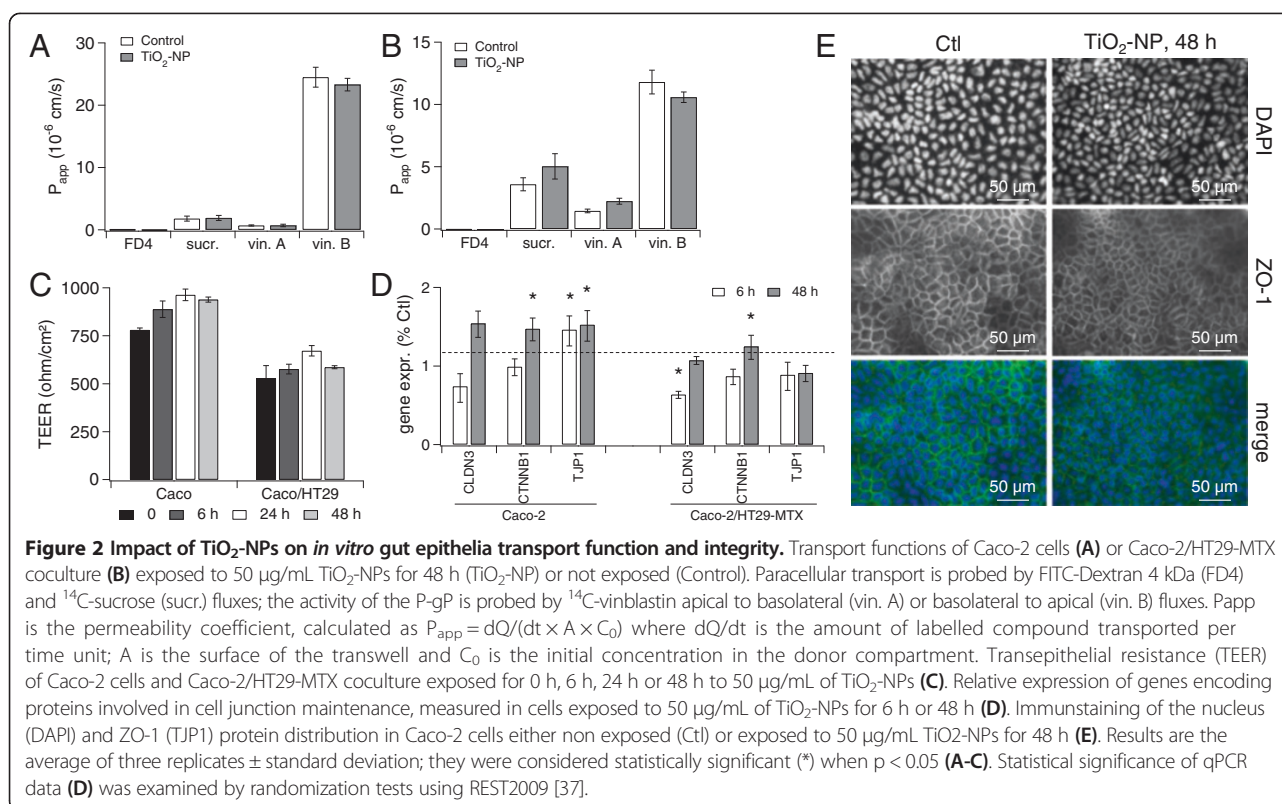 A
30
20
10
0
P_app (10^-6 cm/s)
Control
TiO2-NP
FD4 sucr. vin. A vin. B
B
15
10
5
0
P_app (10^-6 cm/s)
Control
TiO2-NP
FD4 sucr. vin. A vin. B
C
1000
750
500
250
0
TEER (ohm/cm²)
Caco Caco/HT29
0 6 h 24 h 48 h
D
2
1
0
gene expr. (% Ctl)
6 h 48 h
* * *
* *
CLDN3 CTNNB1 TJP1 CLDN3 CTNNB1 TJP1
Caco-2 Caco-2/HT29-MTX
E
Ctl TiO2-NP, 48 h
DAPI
50 µm 50 µm
ZO-1
50 µm 50 µm
merge
50 µm 50 µm
Figure 2 Impact of TiO2-NPs on in vitro gut epithelia transport function and integrity. Transport functions of Caco-2 cells (A) or Caco-2/HT29-MTX
coculture (B) exposed to 50 µg/mL TiO2-NPs for 48 h (TiO2-NP) or not exposed (Control). Paracellular transport is probed by FITC-Dextran 4 kDa (FD4)
and 14C-sucrose (sucr.) fluxes; the activity of the P-gP is probed by 14C-vinblastin apical to basolateral (vin. A) or basolateral to apical (vin. B) fluxes. Papp
is the permeability coefficient, calculated as P_app = dQ/(dt × A × C0) where dQ/dt is the amount of labelled compound transported per
time unit; A is the surface of the transwell and C0 is the initial concentration in the donor compartment. Transepithelial resistance (TEER)
of Caco-2 cells and Caco-2/HT29-MTX coculture exposed for 0 h, 6 h, 24 h or 48 h to 50 µg/mL of TiO2-NPs (C). Relative expression of genes encoding
proteins involved in cell junction maintenance, measured in cells exposed to 50 µg/mL of TiO2-NPs for 6 h or 48 h (D). Immunstaining of the nucleus
(DAPI) and ZO-1 (TJP1) protein distribution in Caco-2 cells either non exposed (Ctl) or exposed to 50 µg/mL TiO2-NPs for 48 h (E). Results are the
average of three replicates ± standard deviation; they were considered statistically significant (*) when p < 0.05 (A-C). Statistical significance of qPCR
data (D) was examined by randomization tests using REST2009 [37].